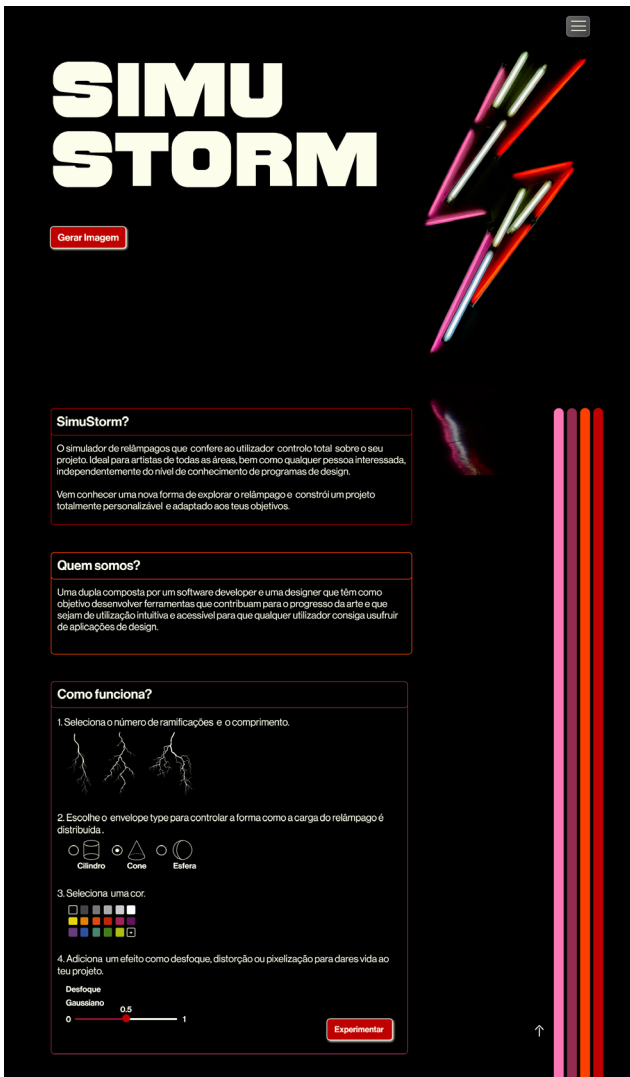 SIMU
STORM
Gerar Imagem
SimuStorm?
O simulador de relâmpagos que confere ao utilizador controlo total sobre o seu
projeto. Ideal para artistas de todas as áreas, bem como qualquer pessoa interessada,
independentemente do nível de conhecimento de programas de design.
Vem conhecer uma nova forma de explorar o relâmpago e constrói um projeto
totalmente personalizável e adaptado aos teus objetivos.
Quem somos?
Uma dupla composta por um software developer e uma designer que têm como
objetivo desenvolver ferramentas que contribuam para o progresso da arte e que
sejam de utilização intuitiva e acessível para que qualquer utilizador consiga usufruir
de aplicações de design.
Como funciona?
1. Seleciona o número de ramificações e o comprimento.
2. Escolhe o envelope type para controlar a forma como a carga do relâmpago é
distribuída .
Cilindro Cone Esfera
3. Seleciona uma cor.
4. Adiciona um efeito como desfoque, distorção ou pixelização para dares vida ao
teu projeto.
Desfoque
Gaussiano
0.5
0 1
Experimentar